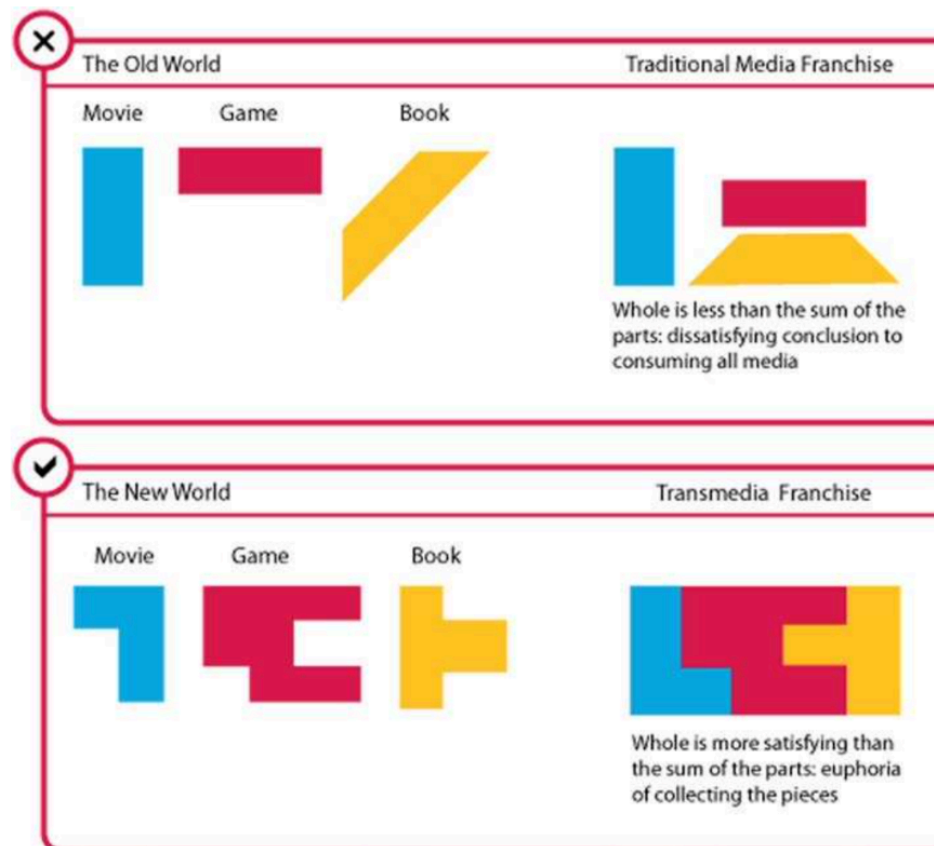 The Old World
Traditional Media Franchise
Movie
Game
Book
Whole is less than the sum of the
parts: dissatisfying conclusion to
consuming all media
The New World
Transmedia Franchise
Movie
Game
Book
Whole is more satisfying than
the sum of the parts: euphoria
of collecting the pieces